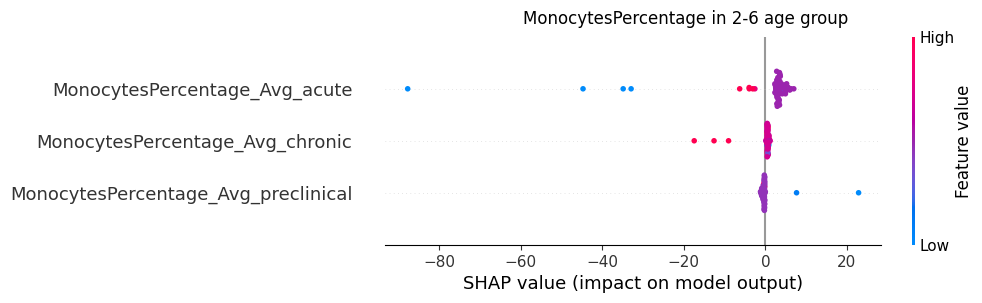 MonocytesPercentage in 2-6 age group
High
MonocytesPercentage_Avg_acute
MonocytesPercentage_Avg_chronic
MonocytesPercentage_Avg_preclinical
Feature value
Low
−80 −60 −40 −20 0 20
SHAP value (impact on model output)